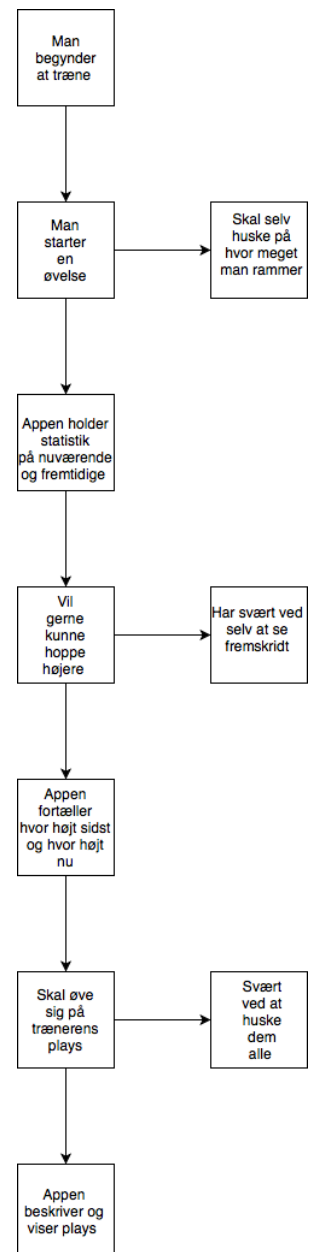 Man
begynder
at træne
Man
starter
en
øvelse
Skal selv
huske på
hvor meget
man rammer
Appen holder
statistik
på nuværende
og fremtidige
Vil
gerne
kunne
hoppe
højere
Har svært ved
selv at se
fremskridt
Appen
fortæller
hvor højt sidst
og hvor højt
nu
Skal øve
sig på
trænerens
plays
Svært
ved at
huske
dem
alle
Appen
beskriver og
viser plays